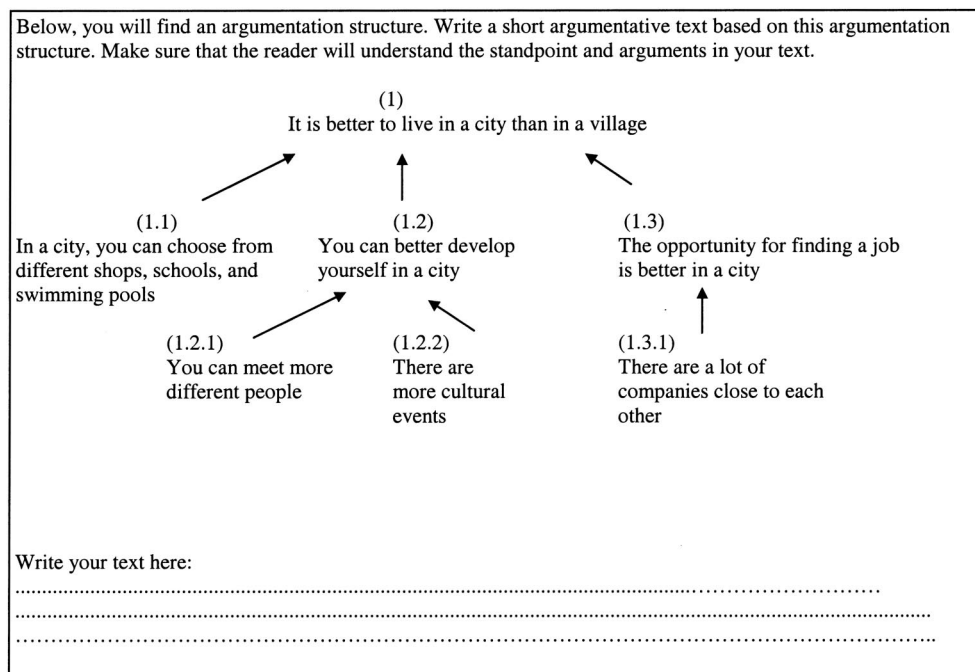 Below, you will find an argumentation structure. Write a short argumentative text based on this argumentation
structure. Make sure that the reader will understand the standpoint and arguments in your text.
(1)
It is better to live in a city than in a village
(1.1)
In a city, you can choose from
different shops, schools, and
swimming pools
(1.2)
You can better develop
yourself in a city
(1.3)
The opportunity for finding a job
is better in a city
(1.2.1)
You can meet more
different people
(1.2.2)
There are
more cultural
events
(1.3.1)
There are a lot of
companies close to each
other
Write your text here: